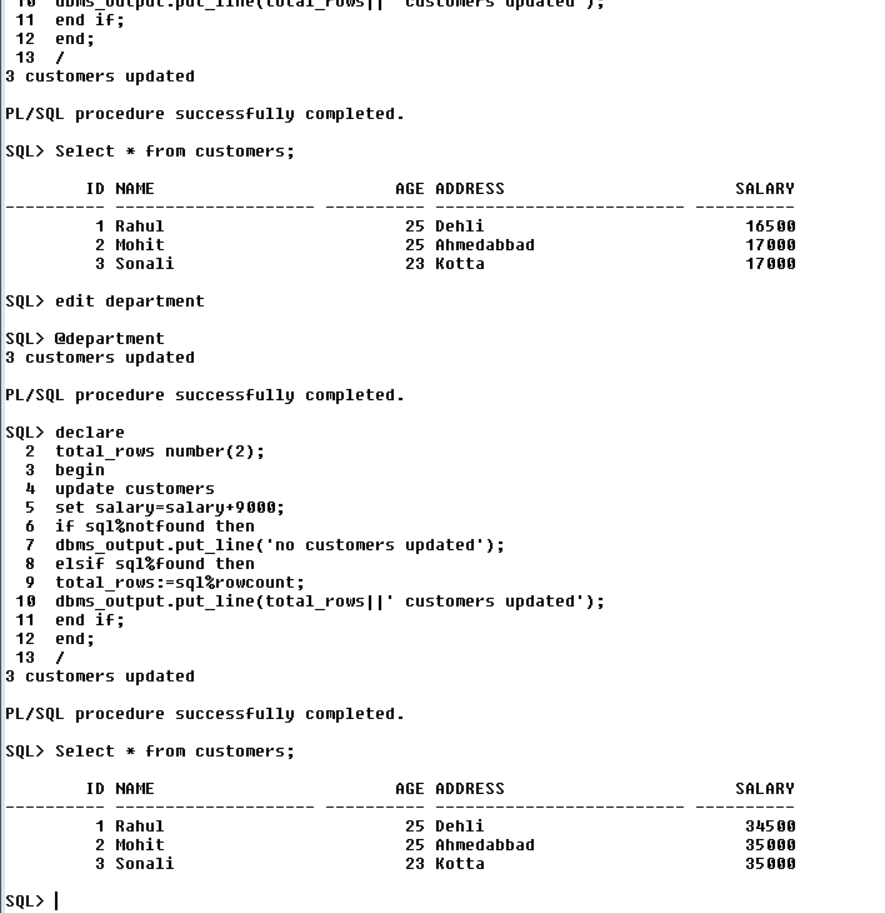 10 dbms_output.put_line(total_rows||' customers updated');
11 end if;
12 end;
13 /
3 customers updated
PL/SQL procedure successfully completed.
SQL> Select * from customers;
ID NAME AGE ADDRESS SALARY
---------- -------------------- ---------- ------------------------- ----------
1 Rahul 25 Dehli 16500
2 Mohit 25 Ahmedabbad 17000
3 Sonali 23 Kotta 17000
SQL> edit department
SQL> @department
3 customers updated
PL/SQL procedure successfully completed.
SQL> declare
2 total_rows number(2);
3 begin
4 update customers
5 set salary=salary+9000;
6 if sql%notfound then
7 dbms_output.put_line('no customers updated');
8 elsif sql%found then
9 total_rows:=sql%rowcount;
10 dbms_output.put_line(total_rows||' customers updated');
11 end if;
12 end;
13 /
3 customers updated
PL/SQL procedure successfully completed.
SQL> Select * from customers;
ID NAME AGE ADDRESS SALARY
---------- -------------------- ---------- ------------------------- ----------
1 Rahul 25 Dehli 34500
2 Mohit 25 Ahmedabbad 35000
3 Sonali 23 Kotta 35000
SQL>